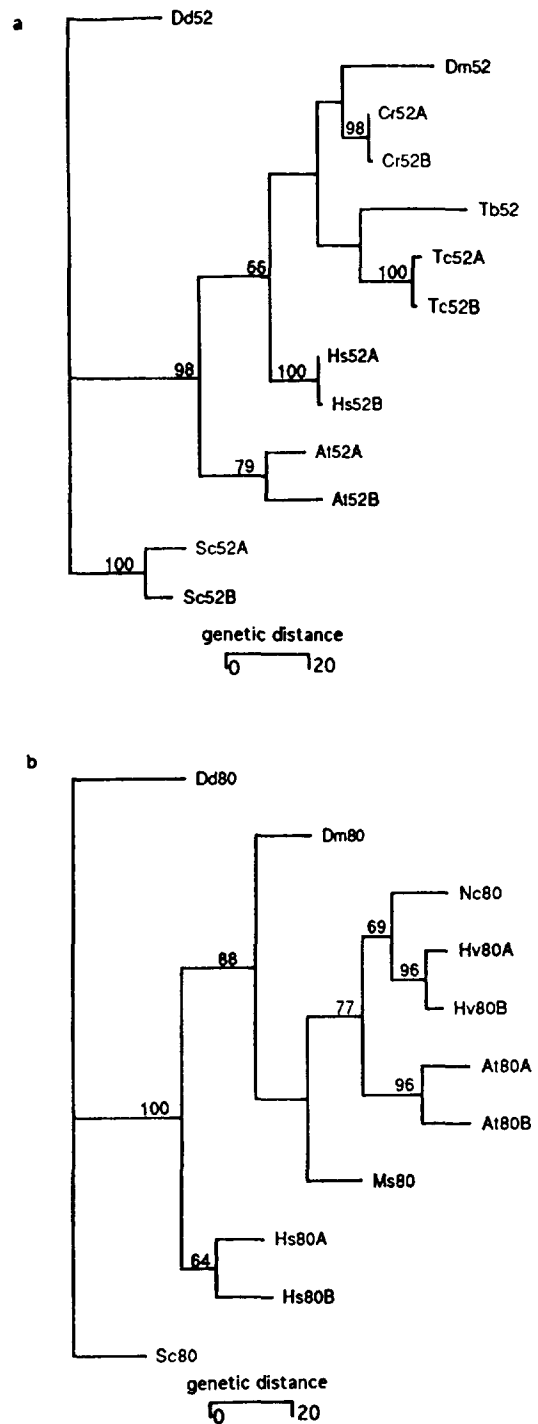 a
Dd52
Dm52
Cr52A
98
Cr52B
Tb52
Tc52A
100
Tc52B
66
Hs52A
100
Hs52B
98
At52A
79
At52B
Sc52A
100
Sc52B
genetic distance
0 20
b
Dd80
Dm80
Nc80
69
Hv80A
96
Hv80B
88
77
At80A
96
At80B
100
Ms80
Hs80A
64
Hs80B
Sc80
genetic distance
0 20